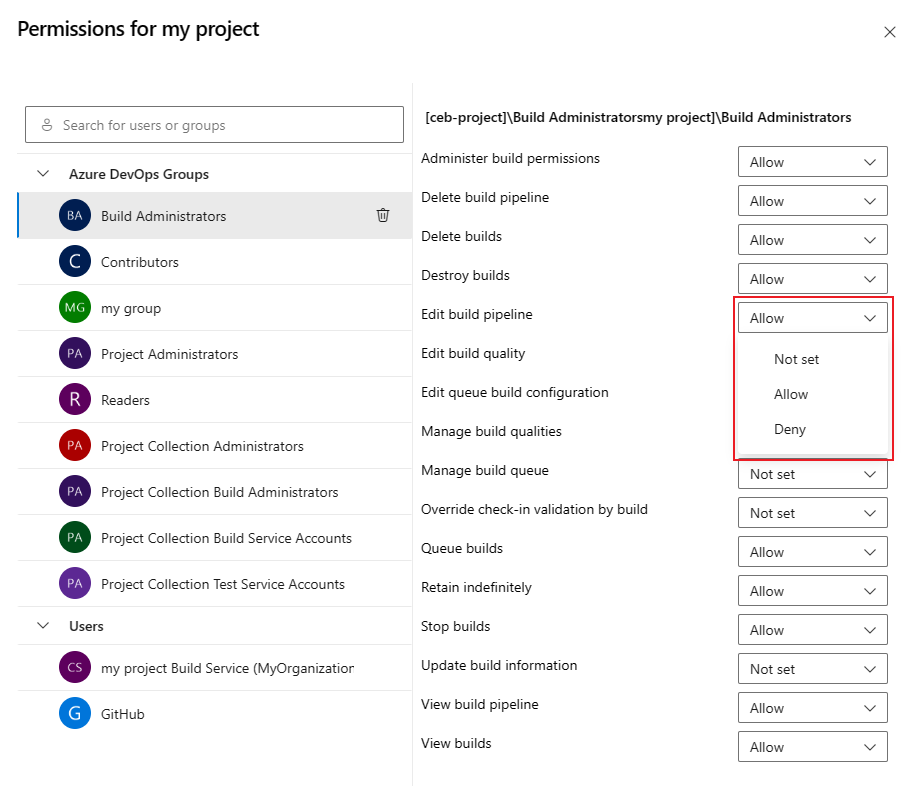 Permissions for my project
Search for users or groups
Azure DevOps Groups
BA Build Administrators
C Contributors
MG my group
PA Project Administrators
R Readers
PA Project Collection Administrators
PA Project Collection Build Administrators
PA Project Collection Build Service Accounts
PA Project Collection Test Service Accounts
Users
CS my project Build Service (MyOrganization
G GitHub
[ceb-project]\Build Administratorsmy project]\Build Administrators
Administer build permissions Allow
Delete build pipeline Allow
Delete builds Allow
Destroy builds Allow
Edit build pipeline Allow
Edit build quality Not set
Edit queue build configuration Allow
Manage build qualities Deny
Manage build queue Not set
Override check-in validation by build Not set
Queue builds Allow
Retain indefinitely Allow
Stop builds Allow
Update build information Not set
View build pipeline Allow
View builds Allow